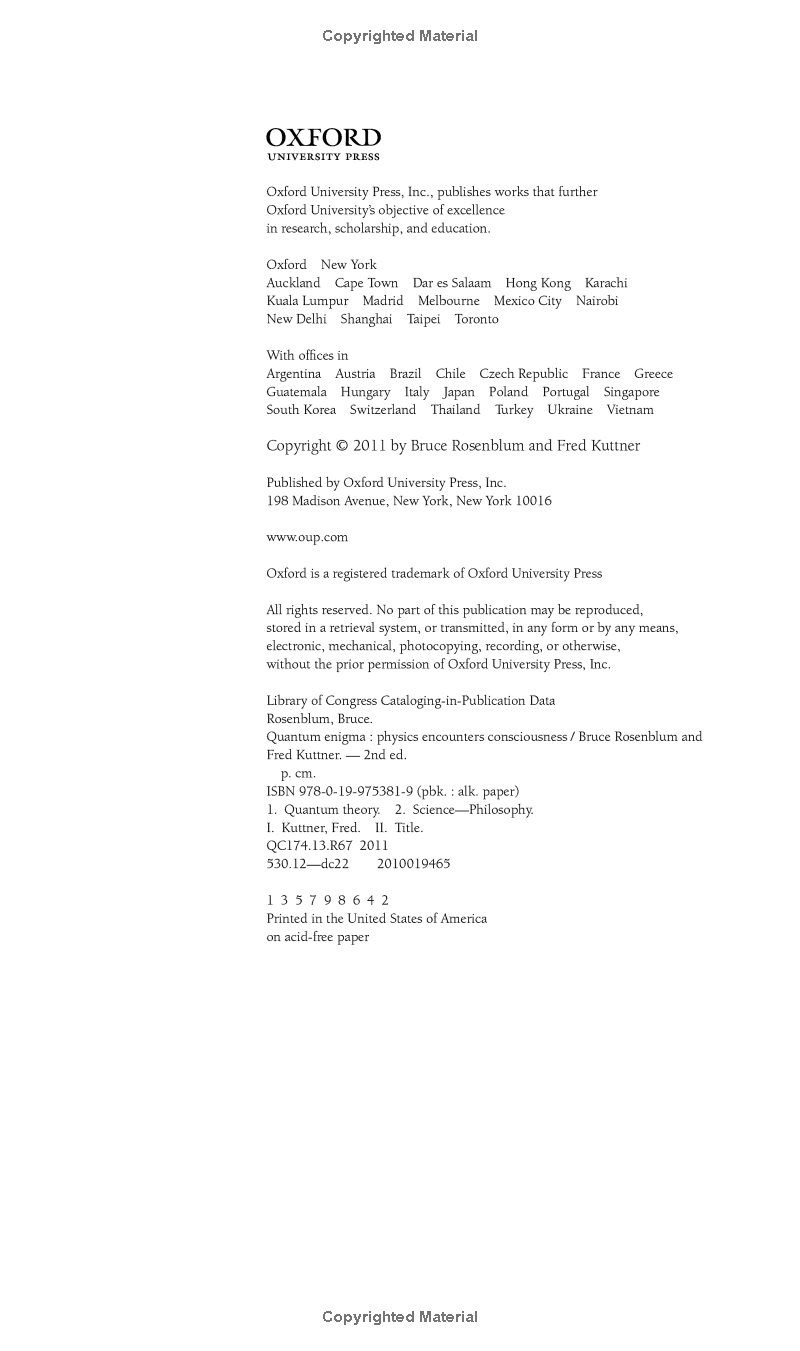 Copyrighted Material
OXFORD
UNIVERSITY PRESS
Oxford University Press, Inc., publishes works that further
Oxford University's objective of excellence
in research, scholarship, and education.
Oxford New York
Auckland Cape Town Dar es Salaam Hong Kong Karachi
Kuala Lumpur Madrid Melbourne Mexico City Nairobi
New Delhi Shanghai Taipei Toronto
With offices in
Argentina Austria Brazil Chile Czech Republic France Greece
Guatemala Hungary Italy Japan Poland Portugal Singapore
South Korea Switzerland Thailand Turkey Ukraine Vietnam
Copyright © 2011 by Bruce Rosenblum and Fred Kuttner
Published by Oxford University Press, Inc.
198 Madison Avenue, New York, New York 10016
www.oup.com
Oxford is a registered trademark of Oxford University Press
All rights reserved. No part of this publication may be reproduced,
stored in a retrieval system, or transmitted, in any form or by any means,
electronic, mechanical, photocopying, recording, or otherwise,
without the prior permission of Oxford University Press, Inc.
Library of Congress Cataloging-in-Publication Data
Rosenblum, Bruce.
Quantum enigma : physics encounters consciousness / Bruce Rosenblum and
Fred Kuttner. — 2nd ed.
p. cm.
ISBN 978-0-19-975381-9 (pbk. : alk. paper)
1. Quantum theory. 2. Science—Philosophy.
I. Kuttner, Fred. II. Title.
QC174.13.R67 2011
530.12—dc22 2010019465
1 3 5 7 9 8 6 4 2
Printed in the United States of America
on acid-free paper
Copyrighted Material